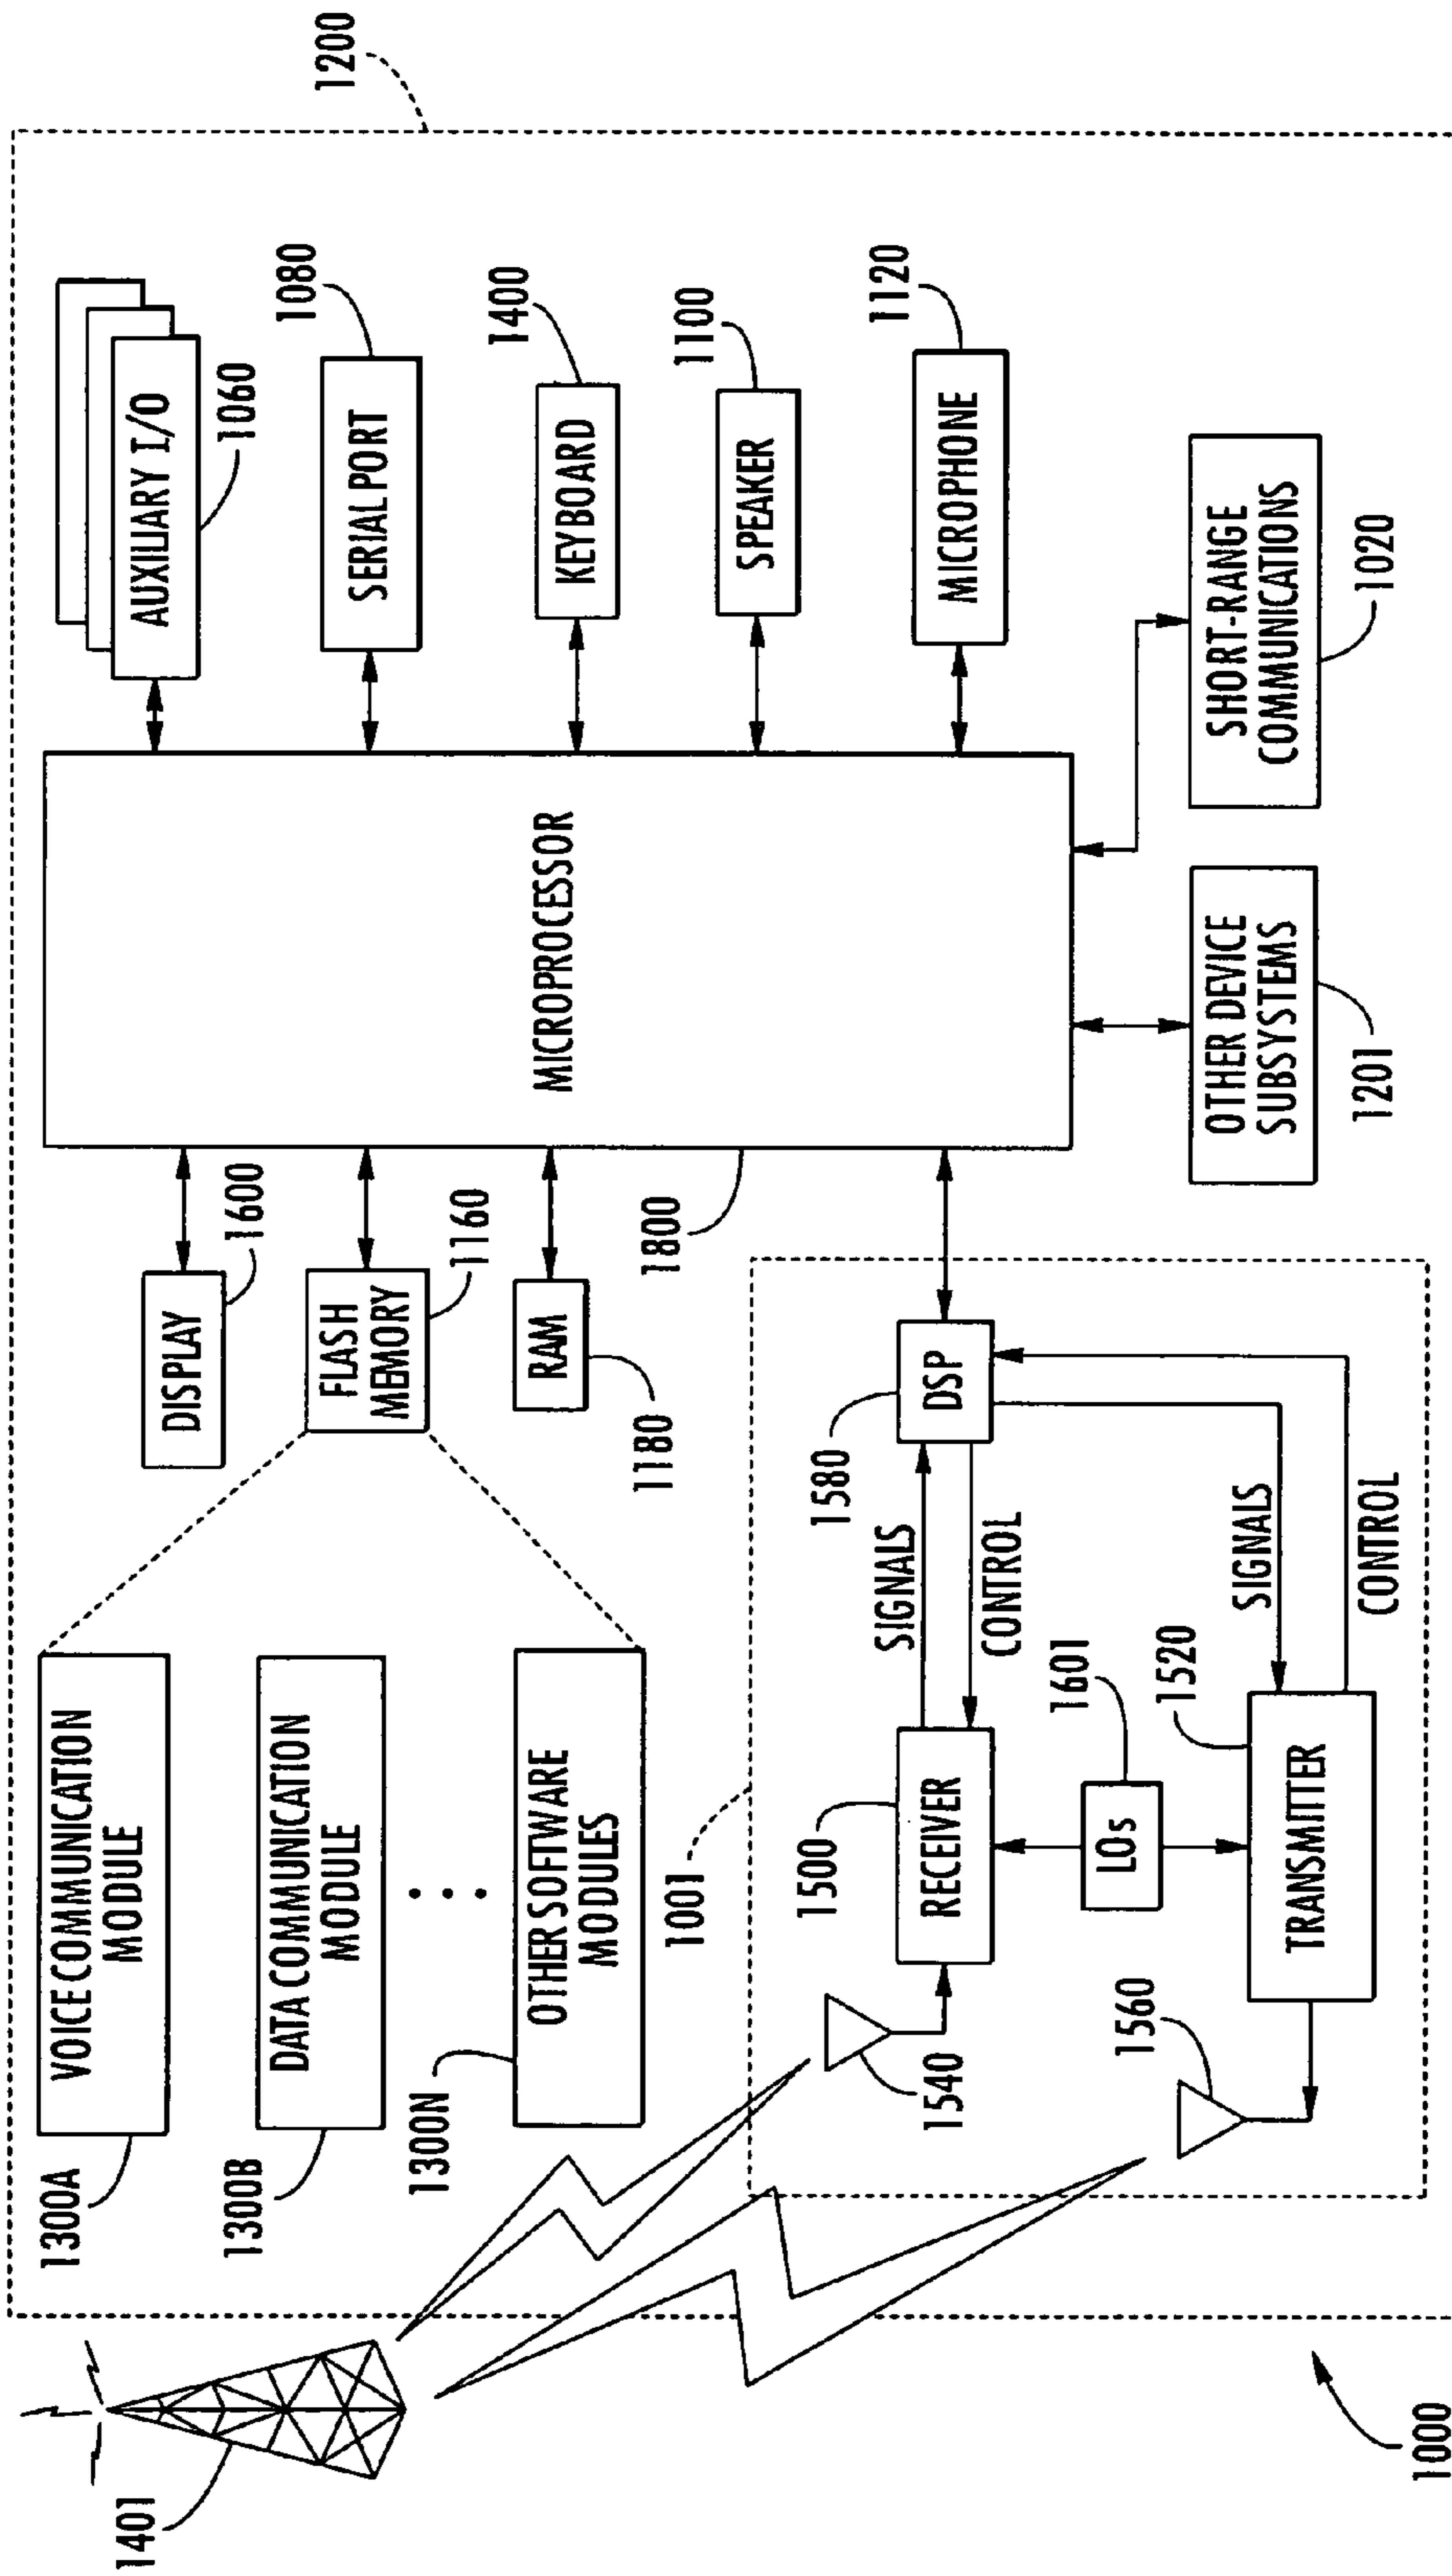 1200
AUXILIARY I/O
1060
SERIAL PORT
1080
KEYBOARD
1400
SPEAKER
1100
MICROPHONE
1120
SHORT-RANGE
COMMUNICATIONS
1020
OTHER DEVICE
SUBSYSTEMS
1201
MICROPROCESSOR
1800
DISPLAY
1600
FLASH
MEMORY
1160
RAM
1180
VOICE COMMUNICATION
MODULE
1300A
DATA COMMUNICATION
MODULE
1300B
OTHER SOFTWARE
MODULES
1300N
1001
DSP
1580
SIGNALS
CONTROL
RECEIVER
1500
1540
LOs
1601
SIGNALS
CONTROL
TRANSMITTER
1520
1560
1401
1000